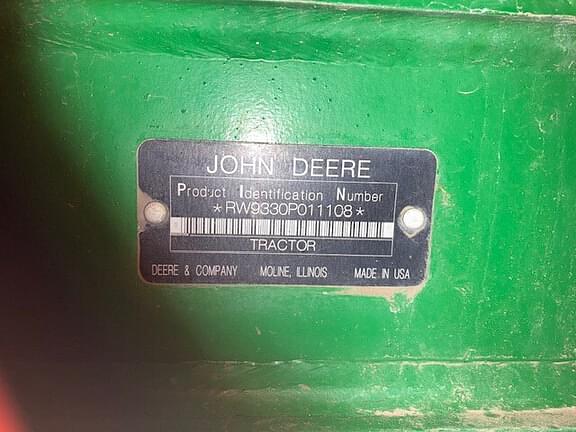 JOHN DEERE
Product Identification Number
*RW9330P011108*
TRACTOR
DEERE & COMPANY MOLINE, ILLINOIS MADE IN USA